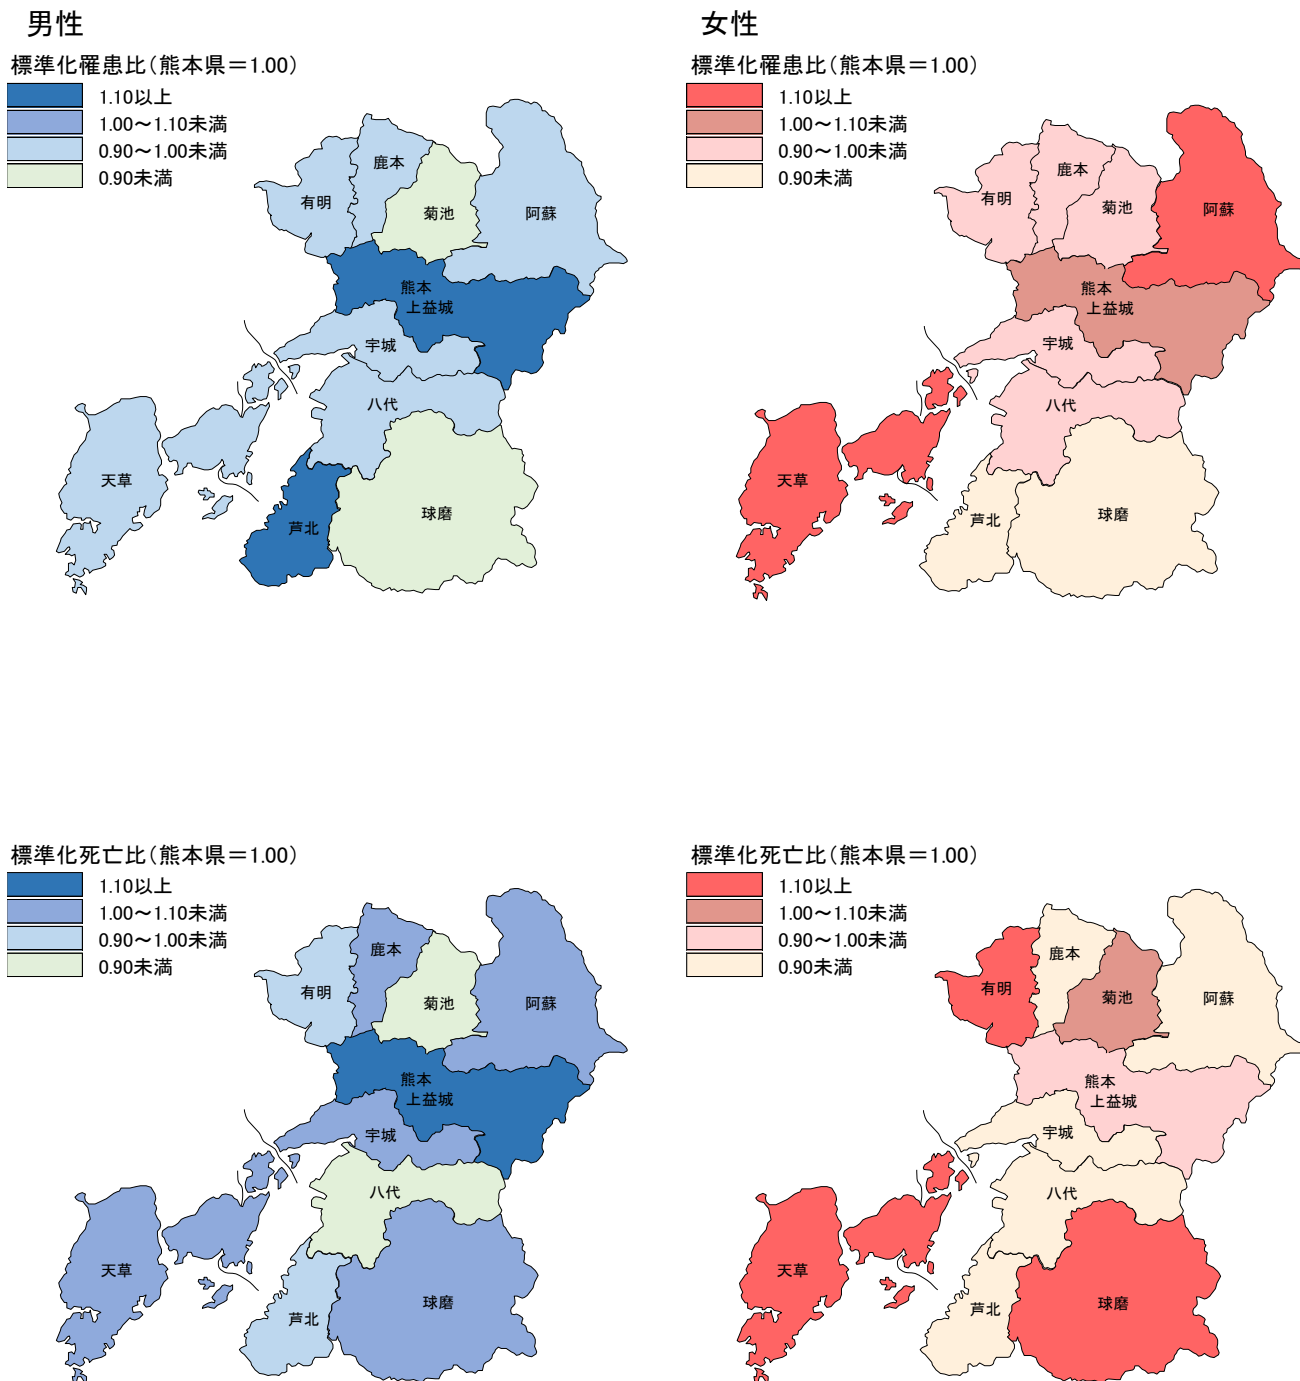 男性
標準化罹患比(熊本県＝1.00)
1.10以上
1.00～1.10未満
0.90～1.00未満
0.90未満
鹿本
有明
菊池
阿蘇
熊本
上益城
宇城
八代
天草
芦北
球磨
女性
標準化罹患比(熊本県＝1.00)
1.10以上
1.00～1.10未満
0.90～1.00未満
0.90未満
鹿本
有明
菊池
阿蘇
熊本
上益城
宇城
八代
天草
芦北
球磨
標準化死亡比(熊本県＝1.00)
1.10以上
1.00～1.10未満
0.90～1.00未満
0.90未満
鹿本
有明
菊池
阿蘇
熊本
上益城
宇城
八代
天草
芦北
球磨
標準化死亡比(熊本県＝1.00)
1.10以上
1.00～1.10未満
0.90～1.00未満
0.90未満
鹿本
有明
菊池
阿蘇
熊本
上益城
宇城
八代
天草
芦北
球磨